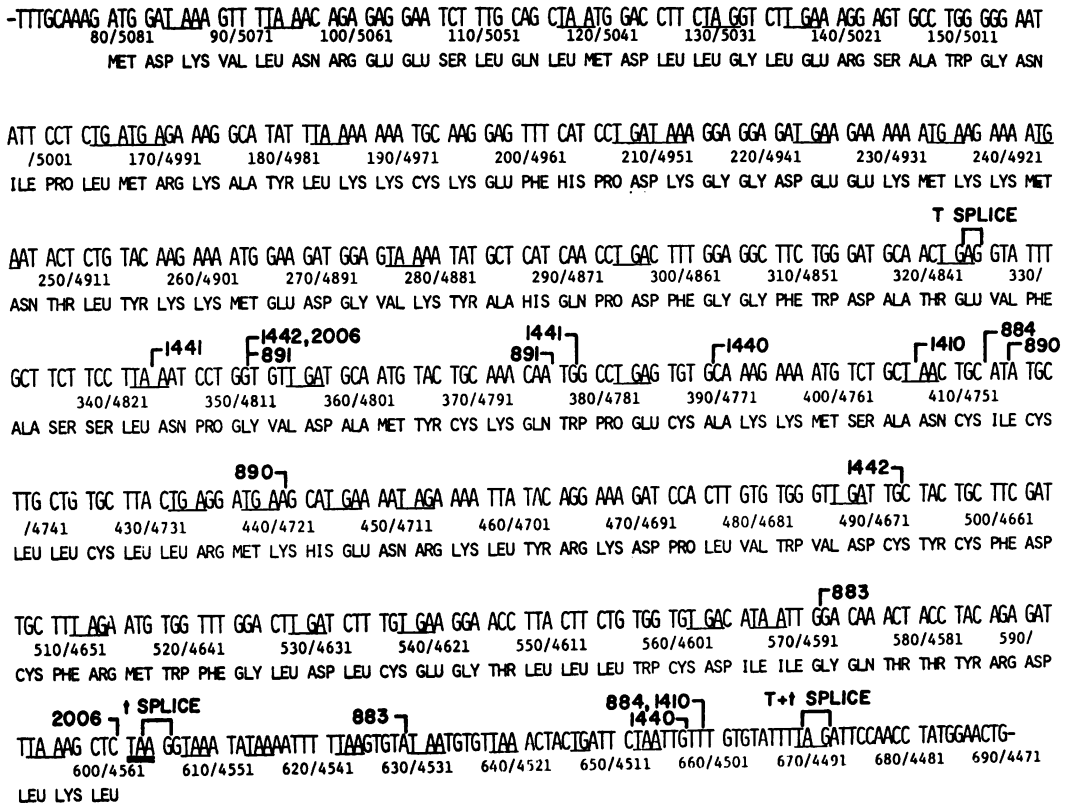 -TTTGCAAAG ATG GAT AAA GTT TTA AAC AGA GAG GAA TCT TTG CAG CTA ATG GAC CTT CTA GGT CTT GAA AGG AGT GCC TGG GGG AAT
80/5081 90/5071 100/5061 110/5051 120/5041 130/5031 140/5021 150/5011
MET ASP LYS VAL LEU ASN ARG GLU GLU SER LEU GLN LEU MET ASP LEU LEU GLY LEU GLU ARG SER ALA TRP GLY ASN
ATT CCT CTG ATG AGA AAG GCA TAT TTA AAA AAA TGC AAG GAG TTT CAT CCT GAT AAA GGA GGA GAT GAA GAA AAA ATG AAG AAA ATG
/5001 170/4991 180/4981 190/4971 200/4961 210/4951 220/4941 230/4931 240/4921
ILE PRO LEU MET ARG LYS ALA TYR LEU LYS LYS CYS LYS GLU PHE HIS PRO ASP LYS GLY GLY ASP GLU GLU LYS MET LYS LYS MET
T SPLICE
AAT ACT CTG TAC AAG AAA ATG GAA GAT GGA GTA AAA TAT GCT CAT CAA CCT GAC TTT GGA GGC TTC TGG GAT GCA ACT GAG GTA TTT
250/4911 260/4901 270/4891 280/4881 290/4871 300/4861 310/4851 320/4841 330/
ASN THR LEU TYR LYS LYS MET GLU ASP GLY VAL LYS TYR ALA HIS GLN PRO ASP PHE GLY GLY PHE TRP ASP ALA THR GLU VAL PHE
1441 1442,2006 891 891 1441 1440 1410 884 890
GCT TCT TCC TTA AAT CCT GGT GTT GAT GCA ATG TAC TGC AAA CAA TGG CCT GAG TGT GCA AAG AAA ATG TCT GCT AAC TGC ATA TGC
340/4821 350/4811 360/4801 370/4791 380/4781 390/4771 400/4761 410/4751
ALA SER SER LEU ASN PRO GLY VAL ASP ALA MET TYR CYS LYS GLN TRP PRO GLU CYS ALA LYS LYS MET SER ALA ASN CYS ILE CYS
890 1442
TTG CTG TGC TTA CTG AGG ATG AAG CAT GAA AAT AGA AAA TTA TAC AGG AAA GAT CCA CTT GTG TGG GTT GAT TGC TAC TGC TTC GAT
/4741 430/4731 440/4721 450/4711 460/4701 470/4691 480/4681 490/4671 500/4661
LEU LEU CYS LEU LEU ARG MET LYS HIS GLU ASN ARG LYS LEU TYR ARG LYS ASP PRO LEU VAL TRP VAL ASP CYS TYR CYS PHE ASP
883
TGC TTT AGA ATG TGG TTT GGA CTT GAT CTT TGT GAA GGA ACC TTA CTT CTG TGG TGT GAC ATA ATT GGA CAA ACT ACC TAC AGA GAT
510/4651 520/4641 530/4631 540/4621 550/4611 560/4601 570/4591 580/4581 590/
CYS PHE ARG MET TRP PHE GLY LEU ASP LEU CYS GLU GLY THR LEU LEU LEU TRP CYS ASP ILE ILE GLY GLN THR THR TYR ARG ASP
2006 t SPLICE 883 884,1410 1440 T+t SPLICE
TTA AAG CTC TAA GGTAAA TATAAAATTT TTAAGTGTAT AATGTGTTAA ACTACTGATT CTAATTGTTT GTGTATTTTA GATTCCAACC TATGGAACTG-
600/4561 610/4551 620/4541 630/4531 640/4521 650/4511 660/4501 670/4491 680/4481 690/4471
LEU LYS LEU